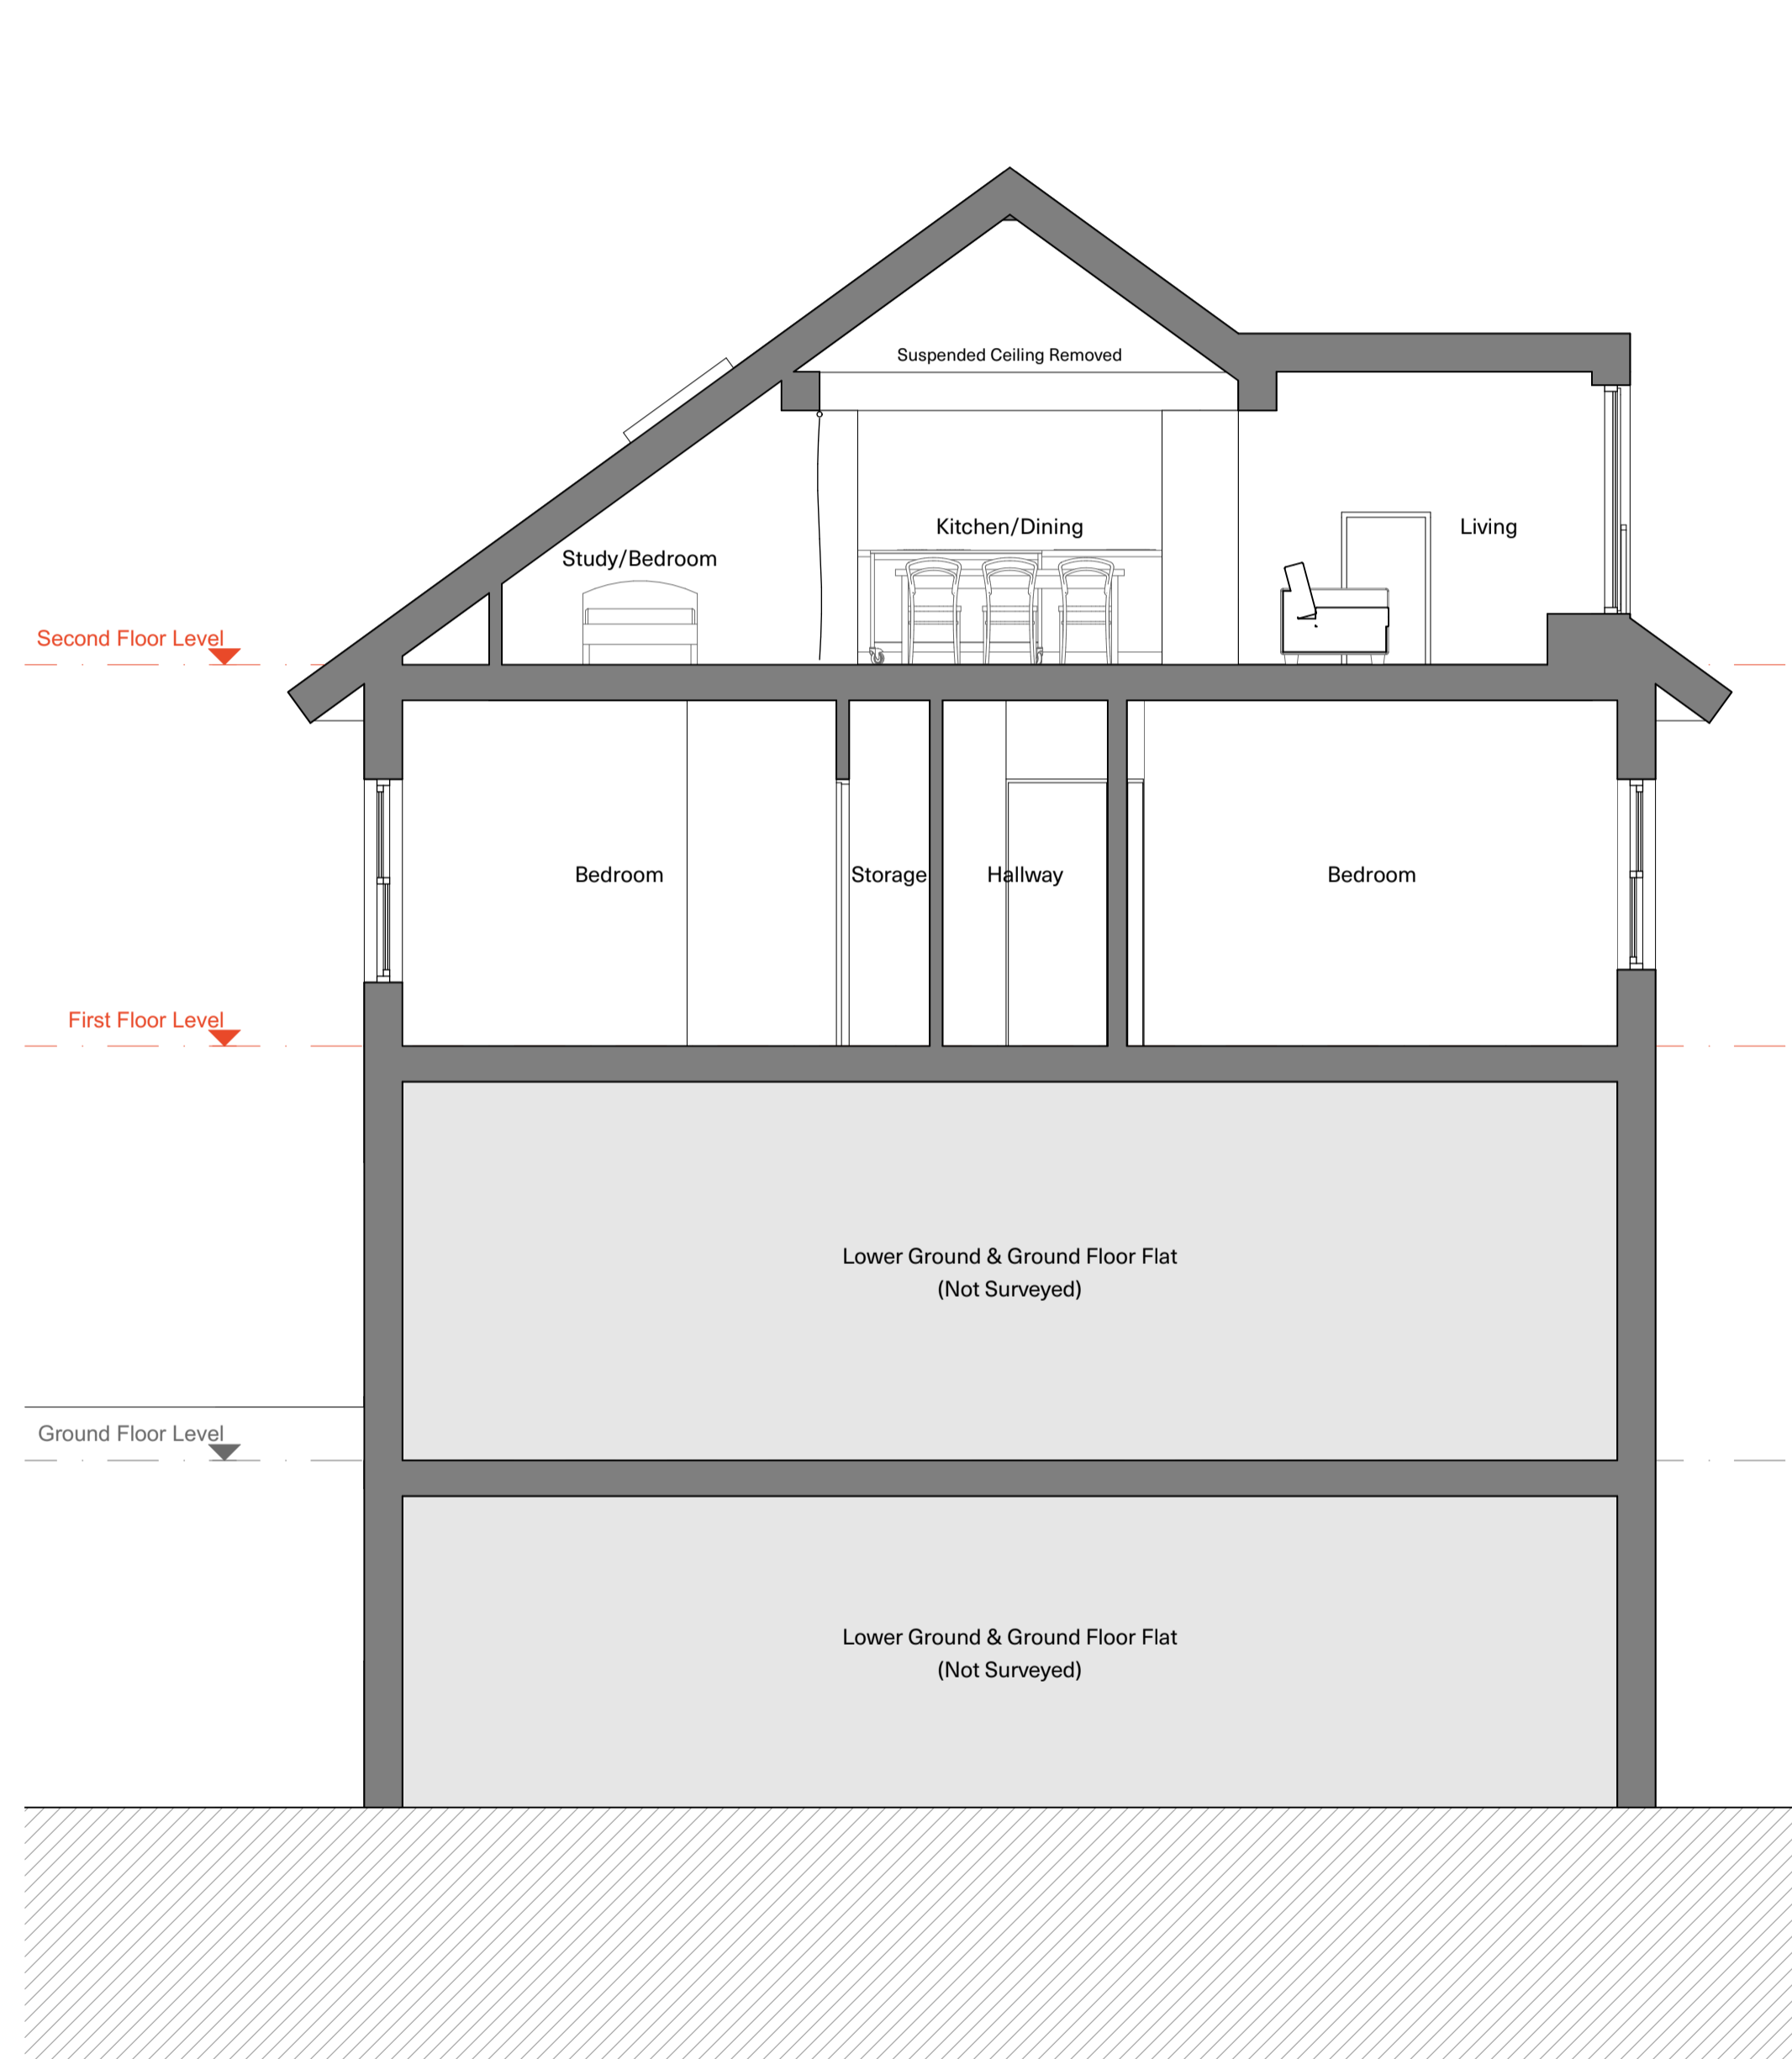 Suspended Ceiling Removed
Kitchen/Dining
Living
Study/Bedroom
Second Floor Level
Bedroom
Storage
Hallway
Bedroom
First Floor Level
Lower Ground & Ground Floor Flat
(Not Surveyed)
Ground Floor Level
Lower Ground & Ground Floor Flat
(Not Surveyed)